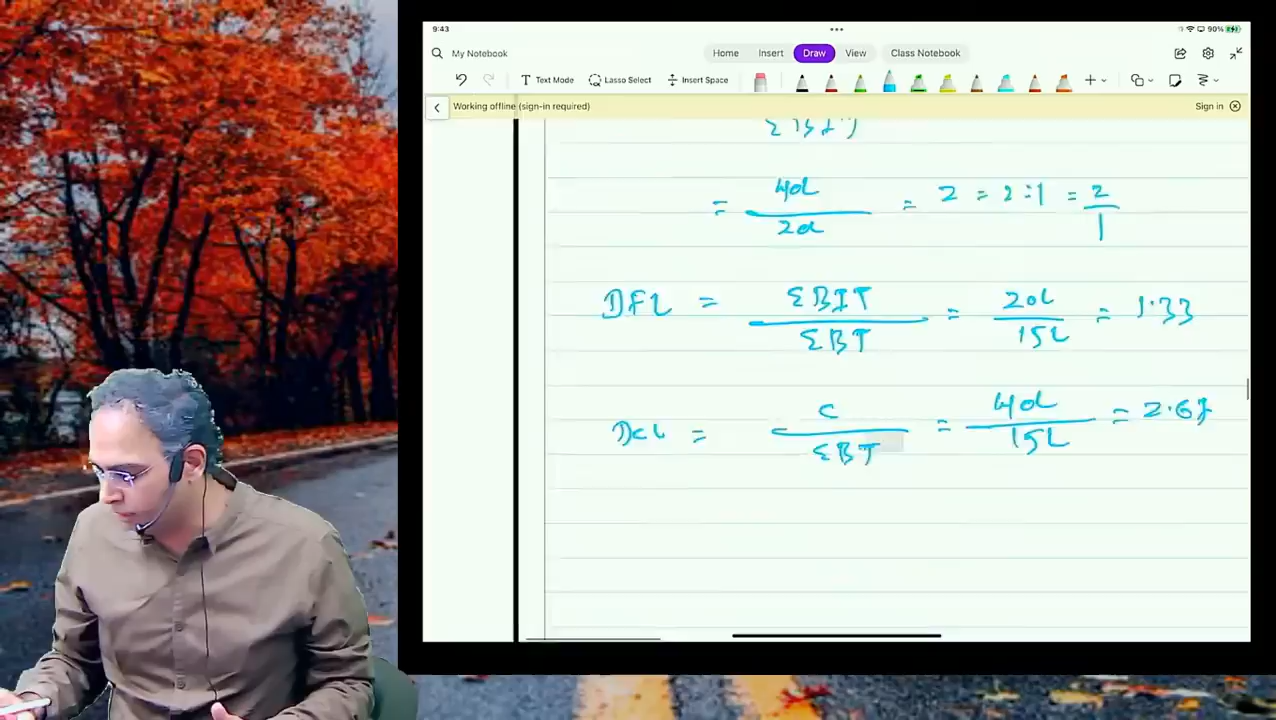 9:43
90%
My Notebook
Home Insert Draw View Class Notebook
Text Mode Lasso Select Insert Space
Working offline (sign-in required) Sign in
= 40L / 20L = 2 = 2:1 = 2/1
DFL = EBIT / EBT = 20L / 15L = 1.33
DCL = C / EBT = 40L / 15L = 2.67